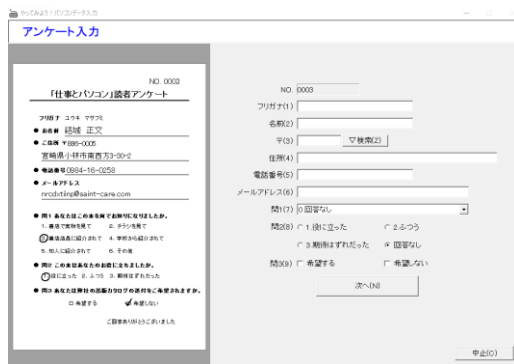 やってみよう!パソコンデータ入力
アンケート入力
NO. 0003
「仕事とパソコン」読者アンケート
フリガナ ユウキ マサフミ
● お名前 結城 正文
● ご住所 〒886-0005
宮崎県小林市南西方3-90-2
● 電話番号 0984-16-0258
● メールアドレス
nrcdxtinp@saint-care.com
● 問1 あなたはこの本を何でお知りになりましたか。
1. 書店で実物を見て 2. チラシを見て
3. 書店店員に紹介されて 4. 学校から紹介されて
5. 知人に紹介されて 6. その他
● 問2 この本はあなたのお役に立ちましたか。
1. 役に立った 2. ふつう 3. 期待はずれだった
● 問3 あなたは弊社の出版カタログの送付をご希望されますか。
□ 希望する 希望しない
ご回答ありがとうございました
NO. 0003
フリガナ(1)
名前(2)
〒(3) ▽検索(Z)
住所(4)
電話番号(5)
メールアドレス(6)
問1(7) 0.回答なし
問2(8) 1.役に立った 2.ふつう
3.期待はずれだった 回答なし
問3(9) 希望する 希望しない
次へ(N)
中止(C)